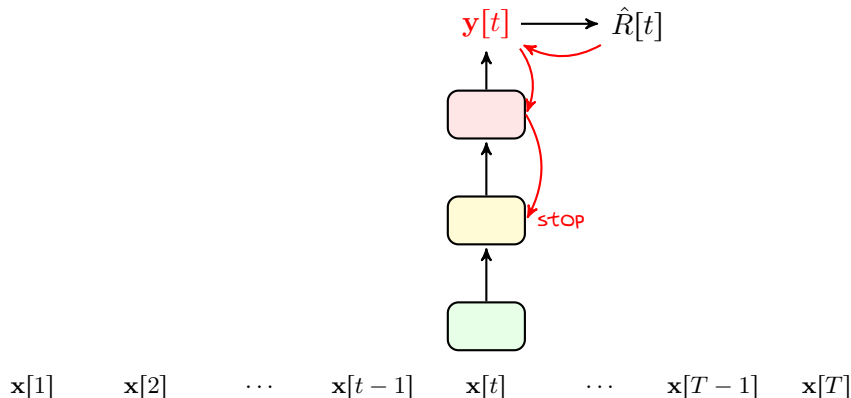 y[t] R̂[t]
stop
x[1] x[2] ⋯ x[t − 1] x[t] ⋯ x[T − 1] x[T]